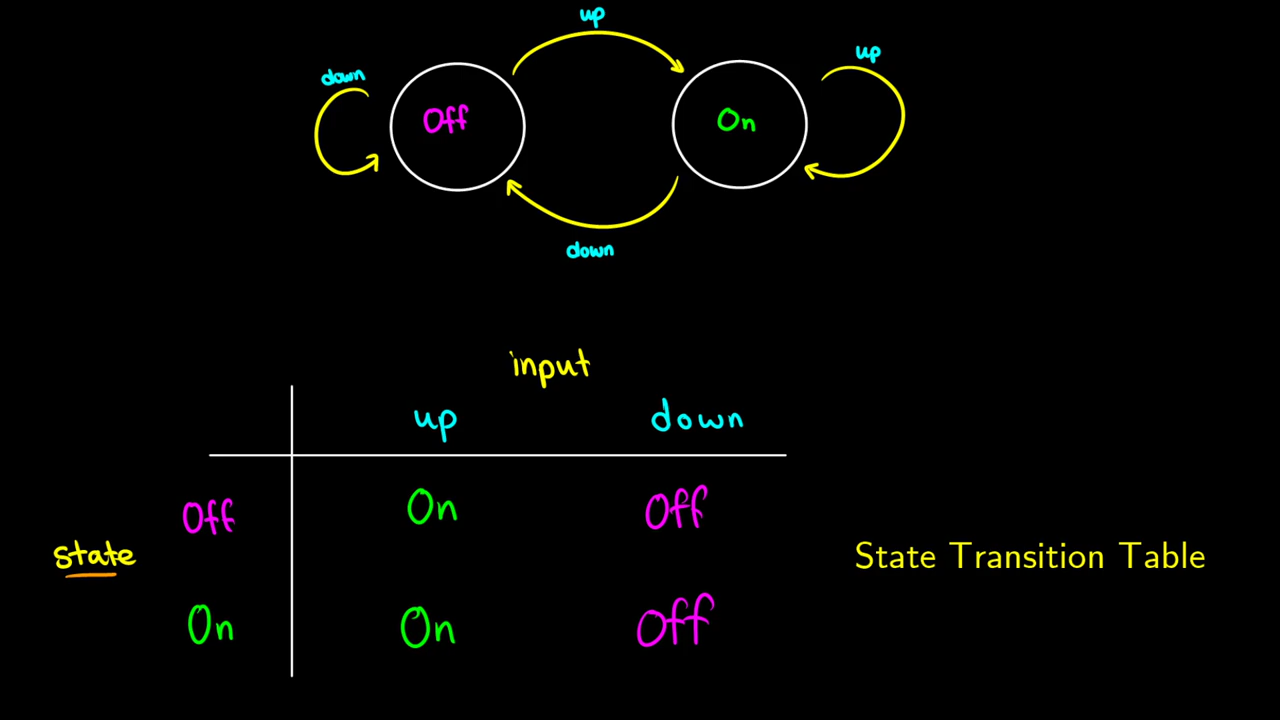 up
up
down
Off
On
down
input
up
down
Off
On
Off
state
State Transition Table
On
On
Off